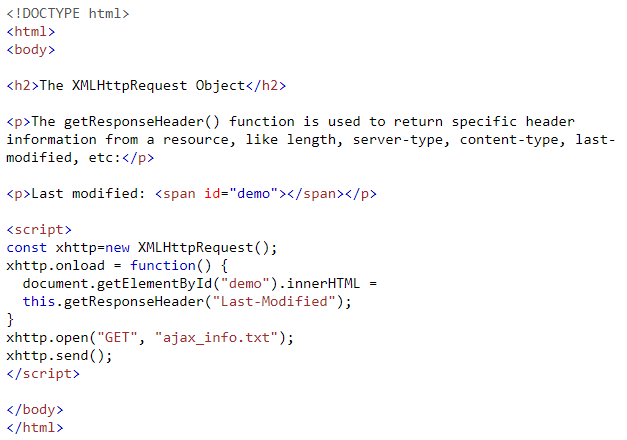 <!DOCTYPE html>
<html>
<body>

<h2>The XMLHttpRequest Object</h2>

<p>The getResponseHeader() function is used to return specific header
information from a resource, like length, server-type, content-type, last-
modified, etc:</p>

<p>Last modified: <span id="demo"></span></p>

<script>
const xhttp=new XMLHttpRequest();
xhttp.onload = function() {
  document.getElementById("demo").innerHTML =
  this.getResponseHeader("Last-Modified");
}
xhttp.open("GET", "ajax_info.txt");
xhttp.send();
</script>

</body>
</html>